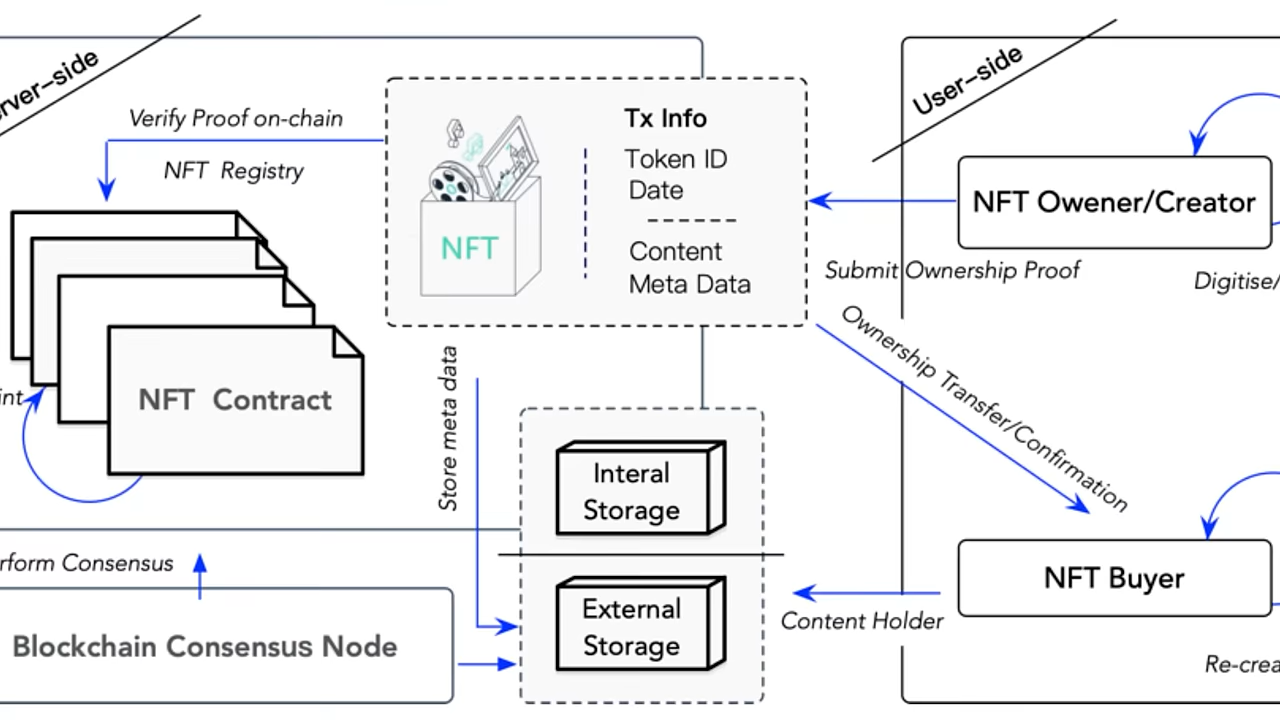 rver-side
User-side
Verify Proof on-chain
NFT Registry
Tx Info
Token ID
Date
Content
Meta Data
NFT
NFT Owener/Creator
Submit Ownership Proof
Digitise/
Ownership Transfer/Confirmation
int
NFT Contract
Store meta data
Interal
Storage
External
Storage
rform Consensus
Blockchain Consensus Node
NFT Buyer
Content Holder
Re-crea